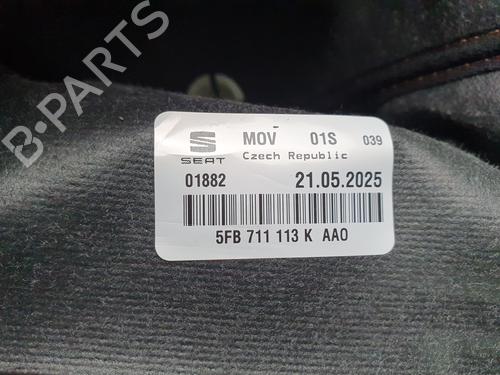 B-PARTS
MOV 01S 039
SEAT Czech Republic
01882 21.05.2025
5FB 711 113 K AAO